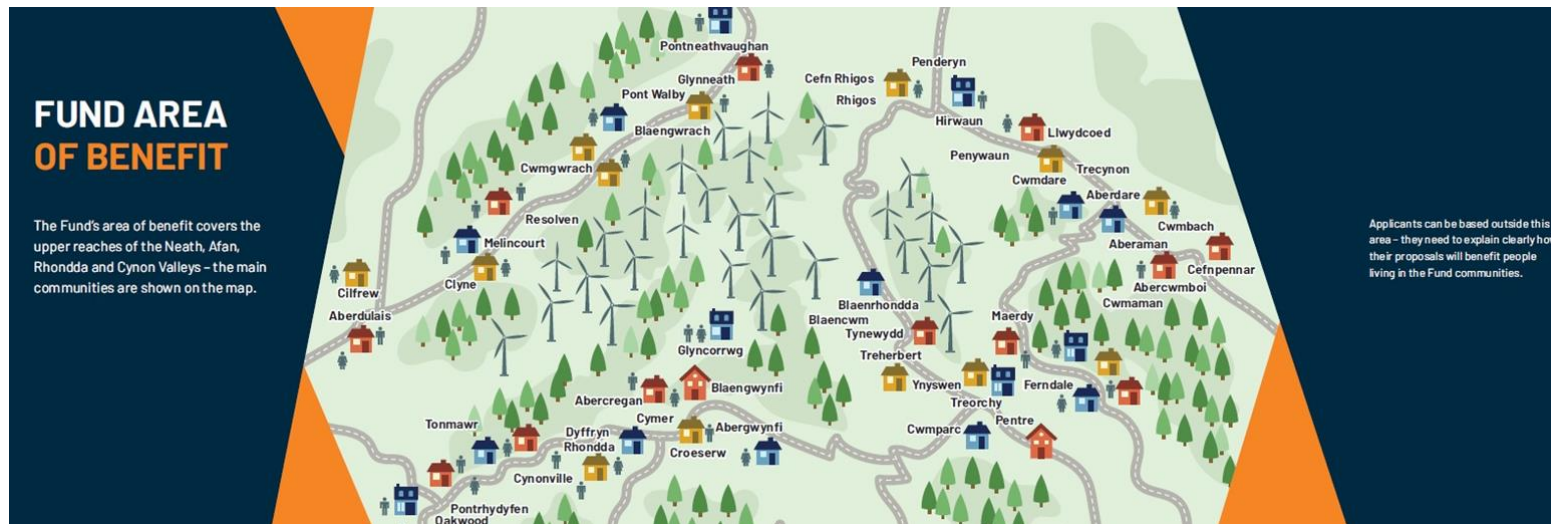 FUND AREA
OF BENEFIT
The Fund's area of benefit covers the
upper reaches of the Neath, Afan,
Rhondda and Cynon Valleys – the main
communities are shown on the map.
Pontneathvaughan
Glynneath
Pont Walby
Blaengwrach
Cwmgwrach
Resolven
Melincourt
Clyne
Cilfrew
Aberdulais
Cefn Rhigos
Rhigos
Penderyn
Hirwaun
Llwydcoed
Penywaun
Trecynon
Cwmdare
Aberdare
Cwmbach
Aberaman
Cefnpennar
Abercwmboi
Cwmaman
Blaenrhondda
Blaencwm
Tynewydd
Maerdy
Treherbert
Ynyswen
Ferndale
Treorchy
Pentre
Cwmparc
Glyncorrwg
Blaengwynfi
Abercregan
Cymer
Abergwynfi
Croeserw
Dyffryn
Rhondda
Tonmawr
Cynonville
Pontrhydyfen
Oakwood
Applicants can be based outside this
area – they need to explain clearly
their proposals will benefit people
living in the Fund communities.